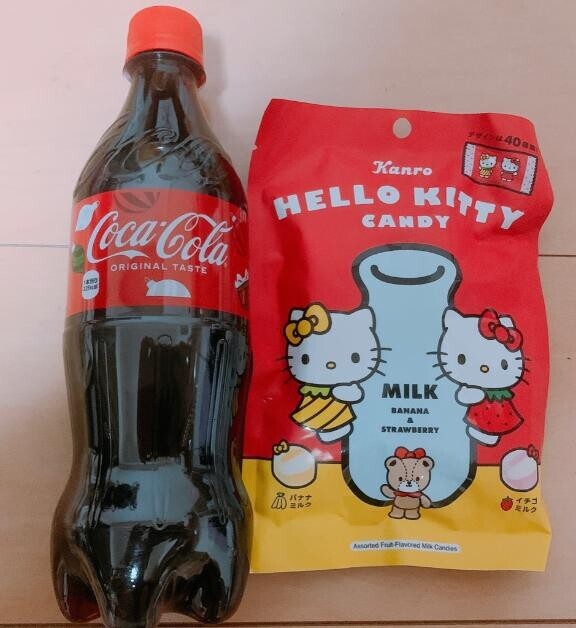 Coca-Cola
ORIGINAL TASTE
デザインは40種類
Kanro
HELLO KITTY
CANDY
MILK
BANANA
&
STRAWBERRY
バナナ
ミルク
イチゴ
ミルク
Assorted Fruit-Flavored Milk Candies